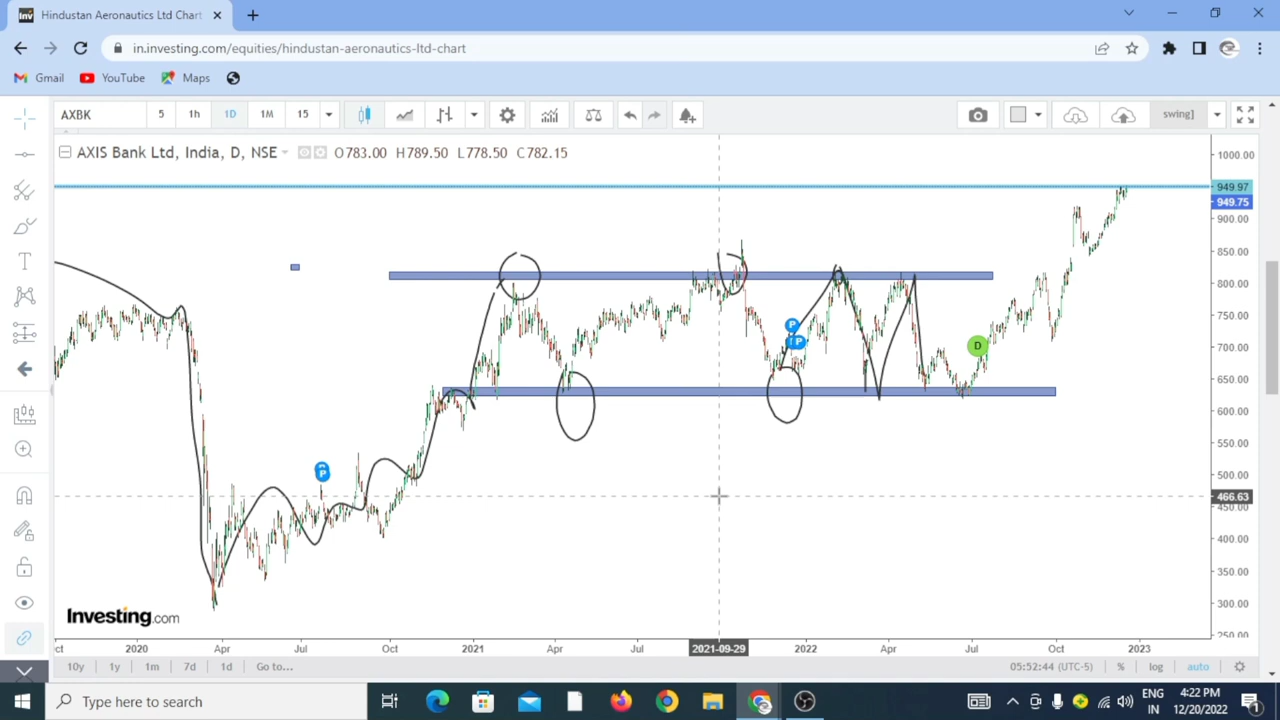 Hindustan Aeronautics Ltd Chart
in.investing.com/equities/hindustan-aeronautics-ltd-chart
Gmail YouTube Maps
AXBK 5 1h 1D 1M 15 swing]
AXIS Bank Ltd, India, D, NSE O783.00 H789.50 L778.50 C782.15
1000.00
949.97
949.75
900.00
850.00
800.00
750.00
700.00
650.00
600.00
550.00
500.00
466.63
450.00
400.00
350.00
300.00
250.00
P
P
P
P
D
Investing.com
2020 Apr Jul Oct 2021 Apr Jul 2021-09-29 2022 Apr Jul Oct 2023
10y 1y 1m 7d 1d Go to... 05:52:44 (UTC-5) % log auto
Type here to search
ENG
IN
4:22 PM
12/20/2022
1